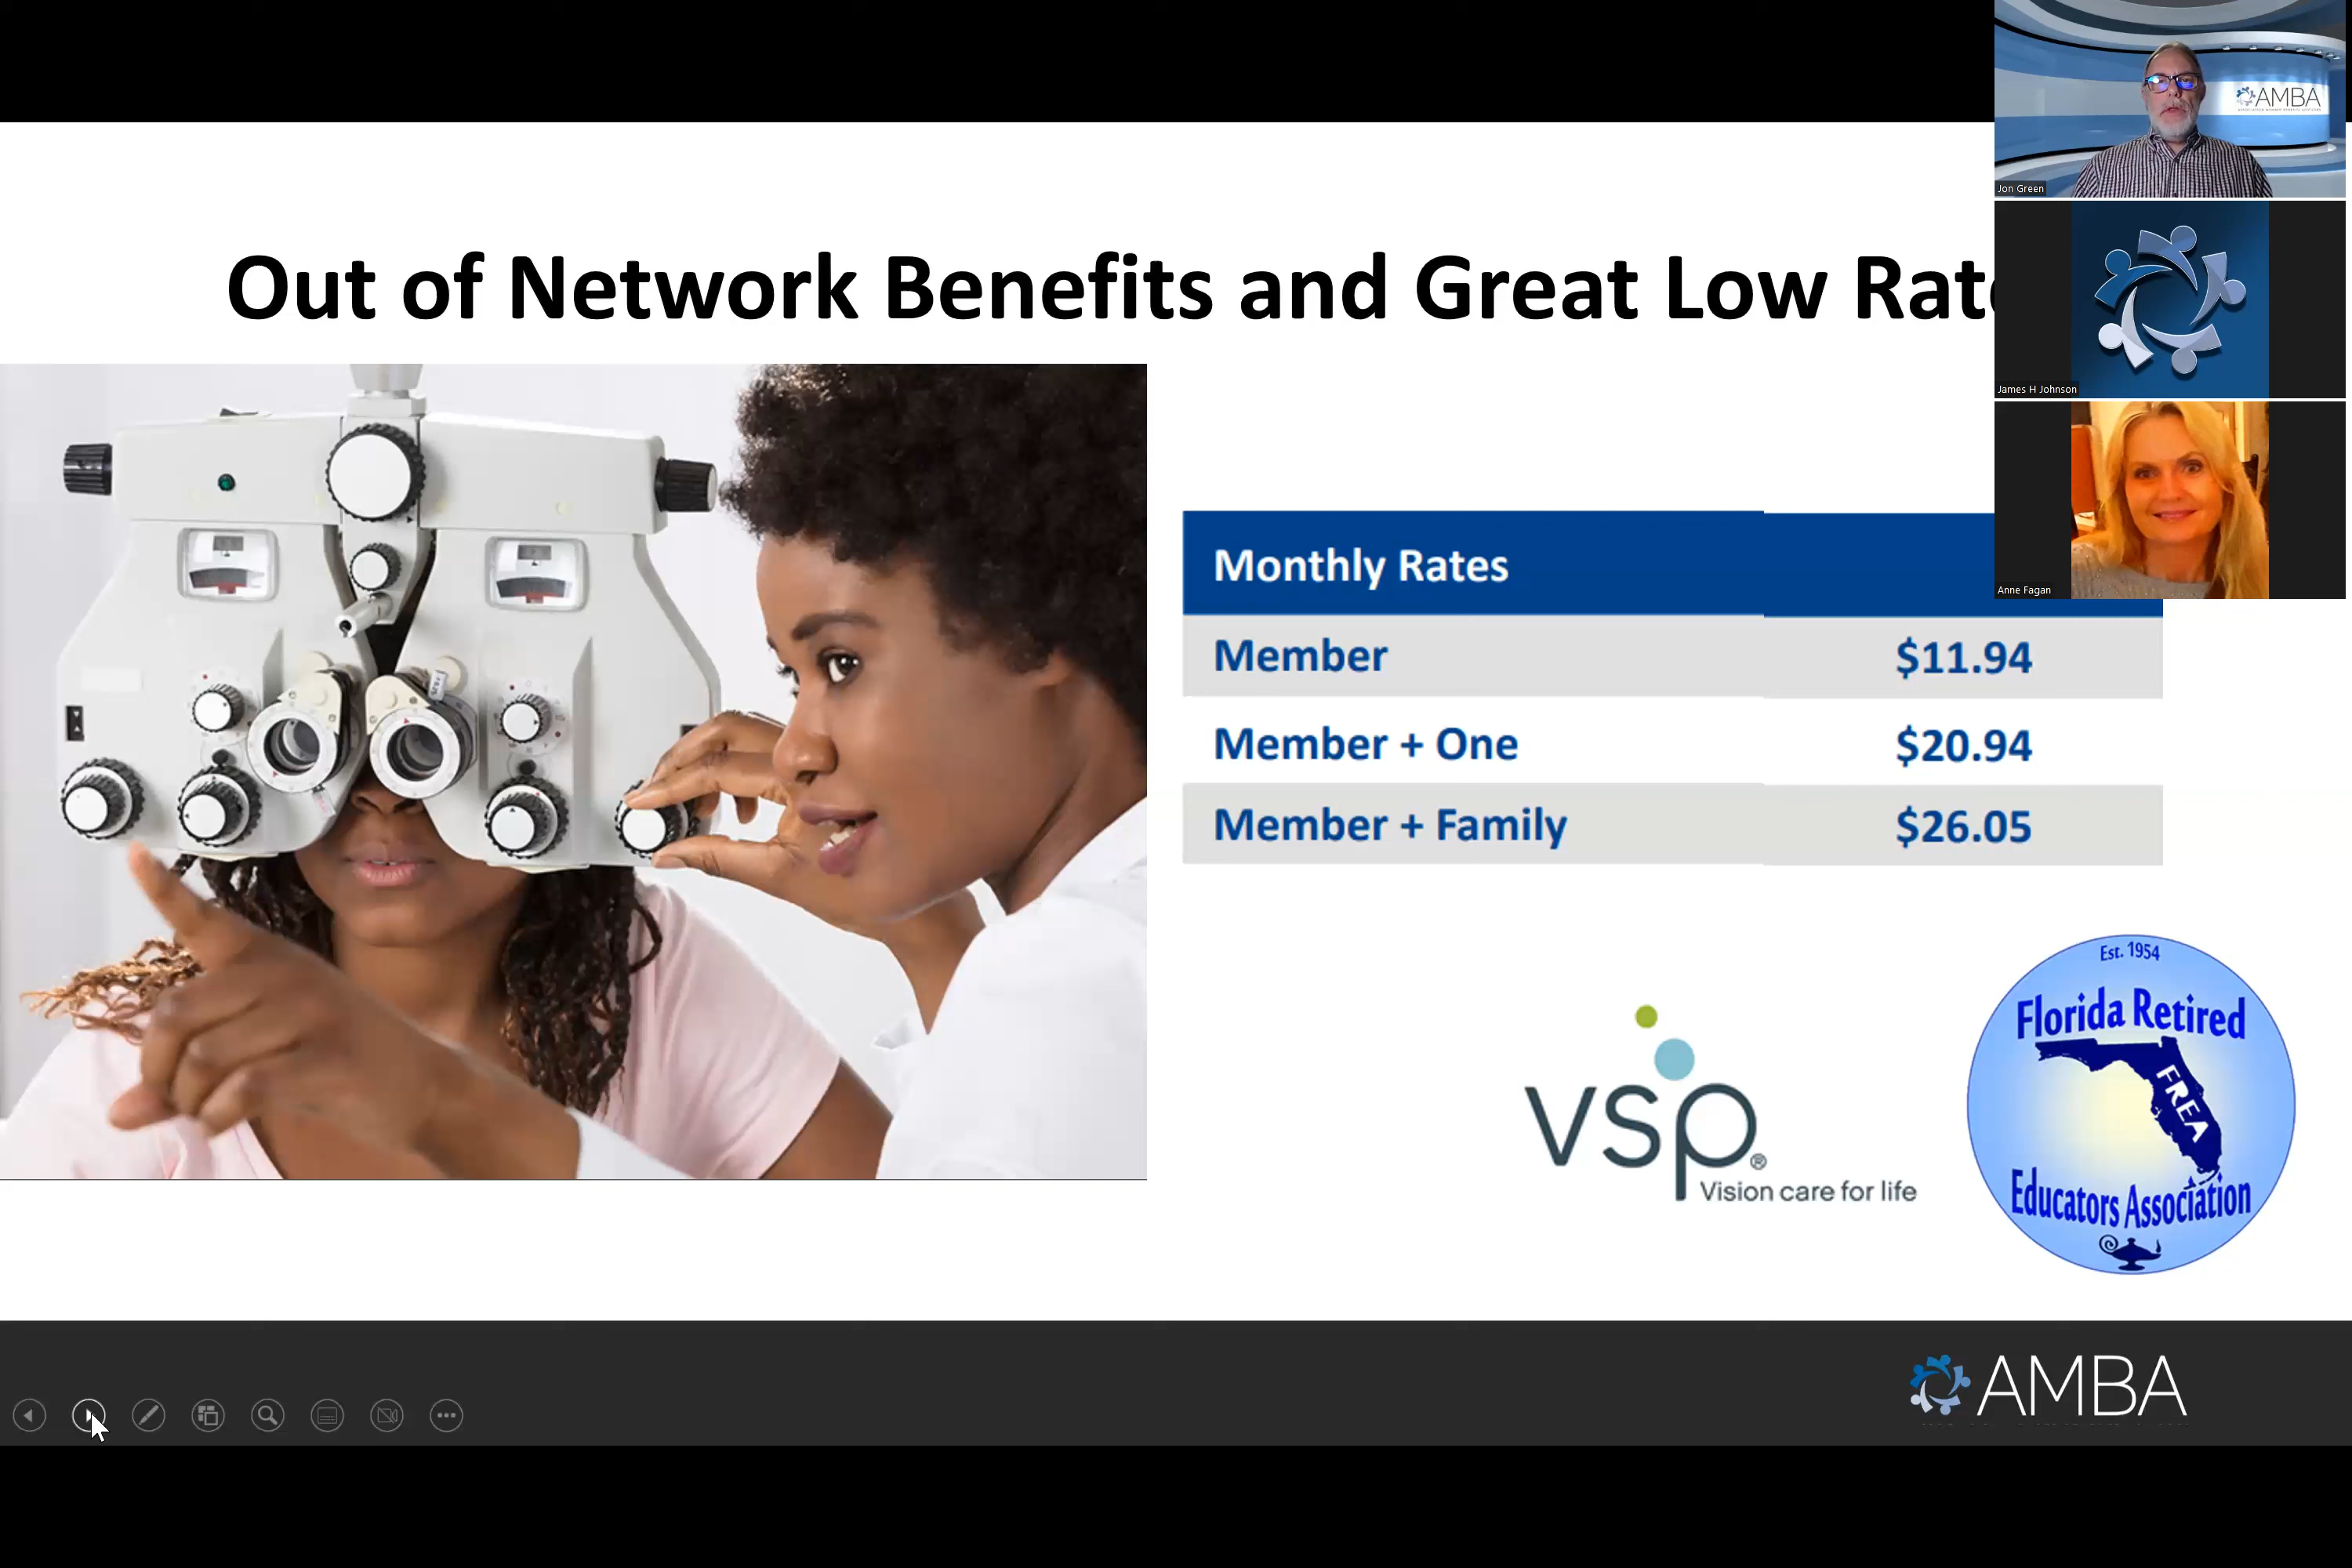 AMBA
Jon Green
Out of Network Benefits and Great Low Rat
James H Johnson
Anne Fagan
Monthly Rates
Member $11.94
Member + One $20.94
Member + Family $26.05
Est. 1954
Florida Retired
FREA
Educators Association
vsp®
Vision care for life
AMBA